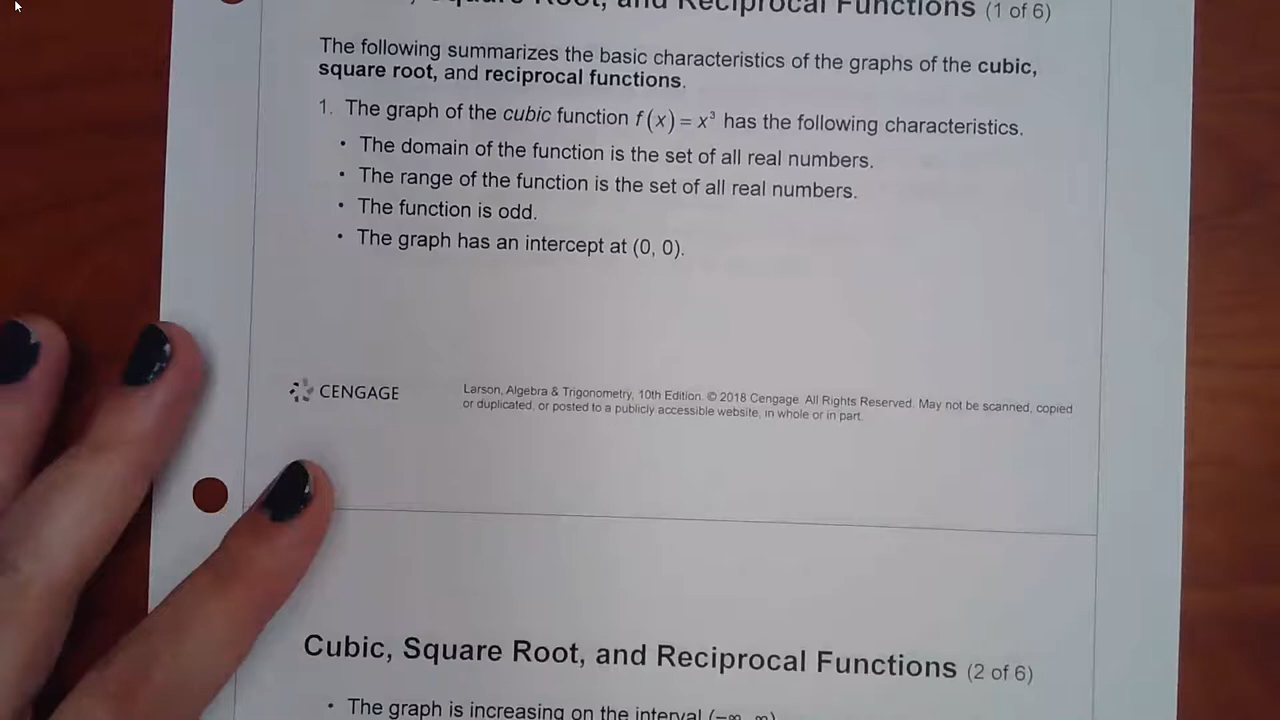 Square Root, and Reciprocal Functions (1 of 6)
The following summarizes the basic characteristics of the graphs of the cubic,
square root, and reciprocal functions.
1. The graph of the cubic function f(x) = x³ has the following characteristics.
• The domain of the function is the set of all real numbers.
• The range of the function is the set of all real numbers.
• The function is odd.
• The graph has an intercept at (0, 0).
CENGAGE
Larson, Algebra & Trigonometry, 10th Edition. © 2018 Cengage. All Rights Reserved. May not be scanned, copied
or duplicated, or posted to a publicly accessible website, in whole or in part.
Cubic, Square Root, and Reciprocal Functions (2 of 6)
• The graph is increasing on the interval (−∞, ∞)